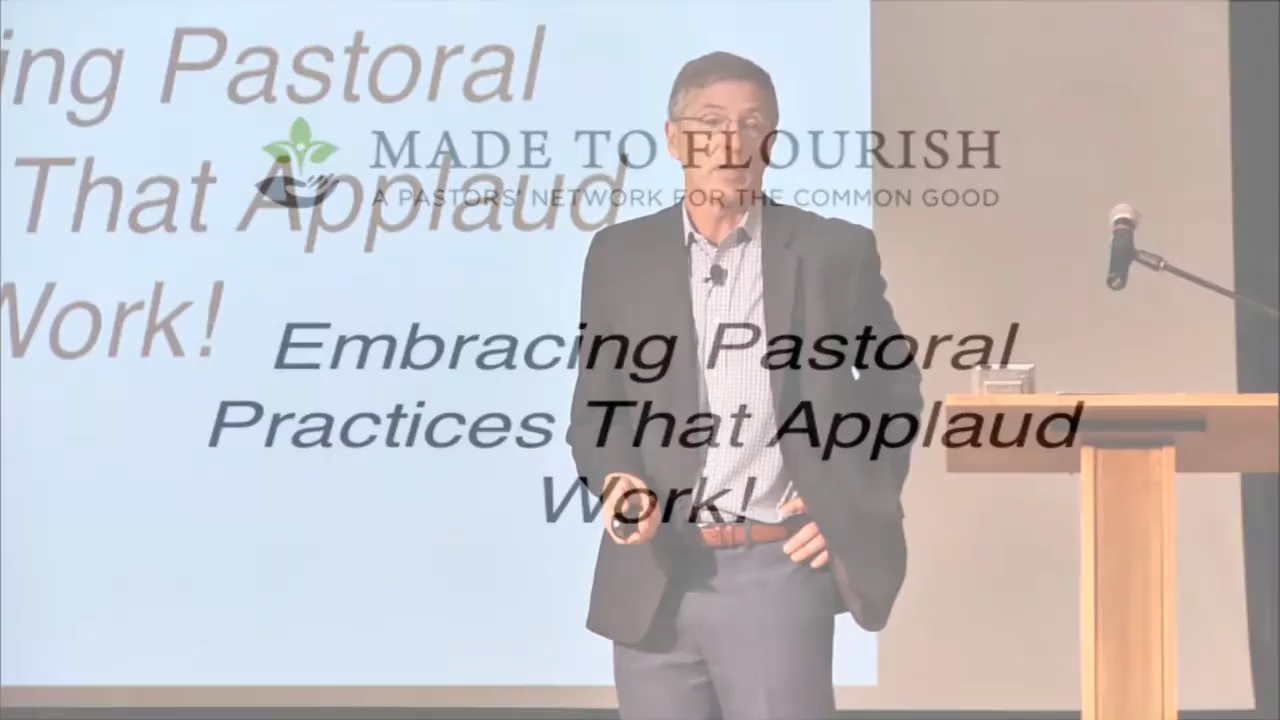 ing Pastoral
That Applaud
Work!
MADE TO FLOURISH
A PASTORS' NETWORK FOR THE COMMON GOOD
Embracing Pastoral
Practices That Applaud
Work!